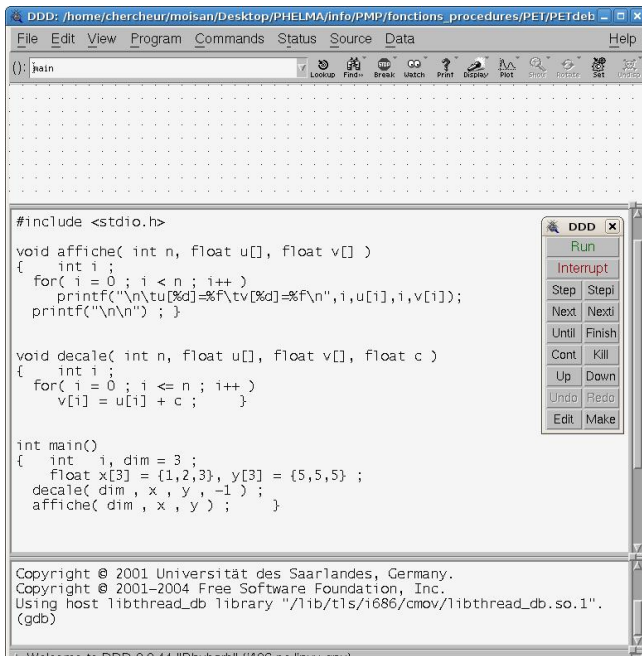 DDD: /home/chercheur/moisan/Desktop/PHELMA/info/PMP/fonctions_procedures/PET/PETdeb
File Edit View Program Commands Status Source Data Help
(): main
Lookup Find» Break Watch Print Display Plot Show Rotate Set Undisp
#include <stdio.h>
void affiche( int n, float u[], float v[] )
{ int i ;
for( i = 0 ; i < n ; i++ )
printf("\n\tu[%d]=%f\tv[%d]=%f\n",i,u[i],i,v[i]);
printf("\n\n") ; }
void decale( int n, float u[], float v[], float c )
{ int i ;
for( i = 0 ; i <= n ; i++ )
v[i] = u[i] + c ; }
int main()
{ int i, dim = 3 ;
float x[3] = {1,2,3}, y[3] = {5,5,5} ;
decale( dim , x , y , -1 ) ;
affiche( dim , x , y ) ; }
DDD
Run
Interrupt
Step Stepi
Next Nexti
Until Finish
Cont Kill
Up Down
Undo Redo
Edit Make
Copyright © 2001 Universität des Saarlandes, Germany.
Copyright © 2001-2004 Free Software Foundation, Inc.
Using host libthread_db library "/lib/tls/i686/cmov/libthread_db.so.1".
(gdb)
Welcome to DDD